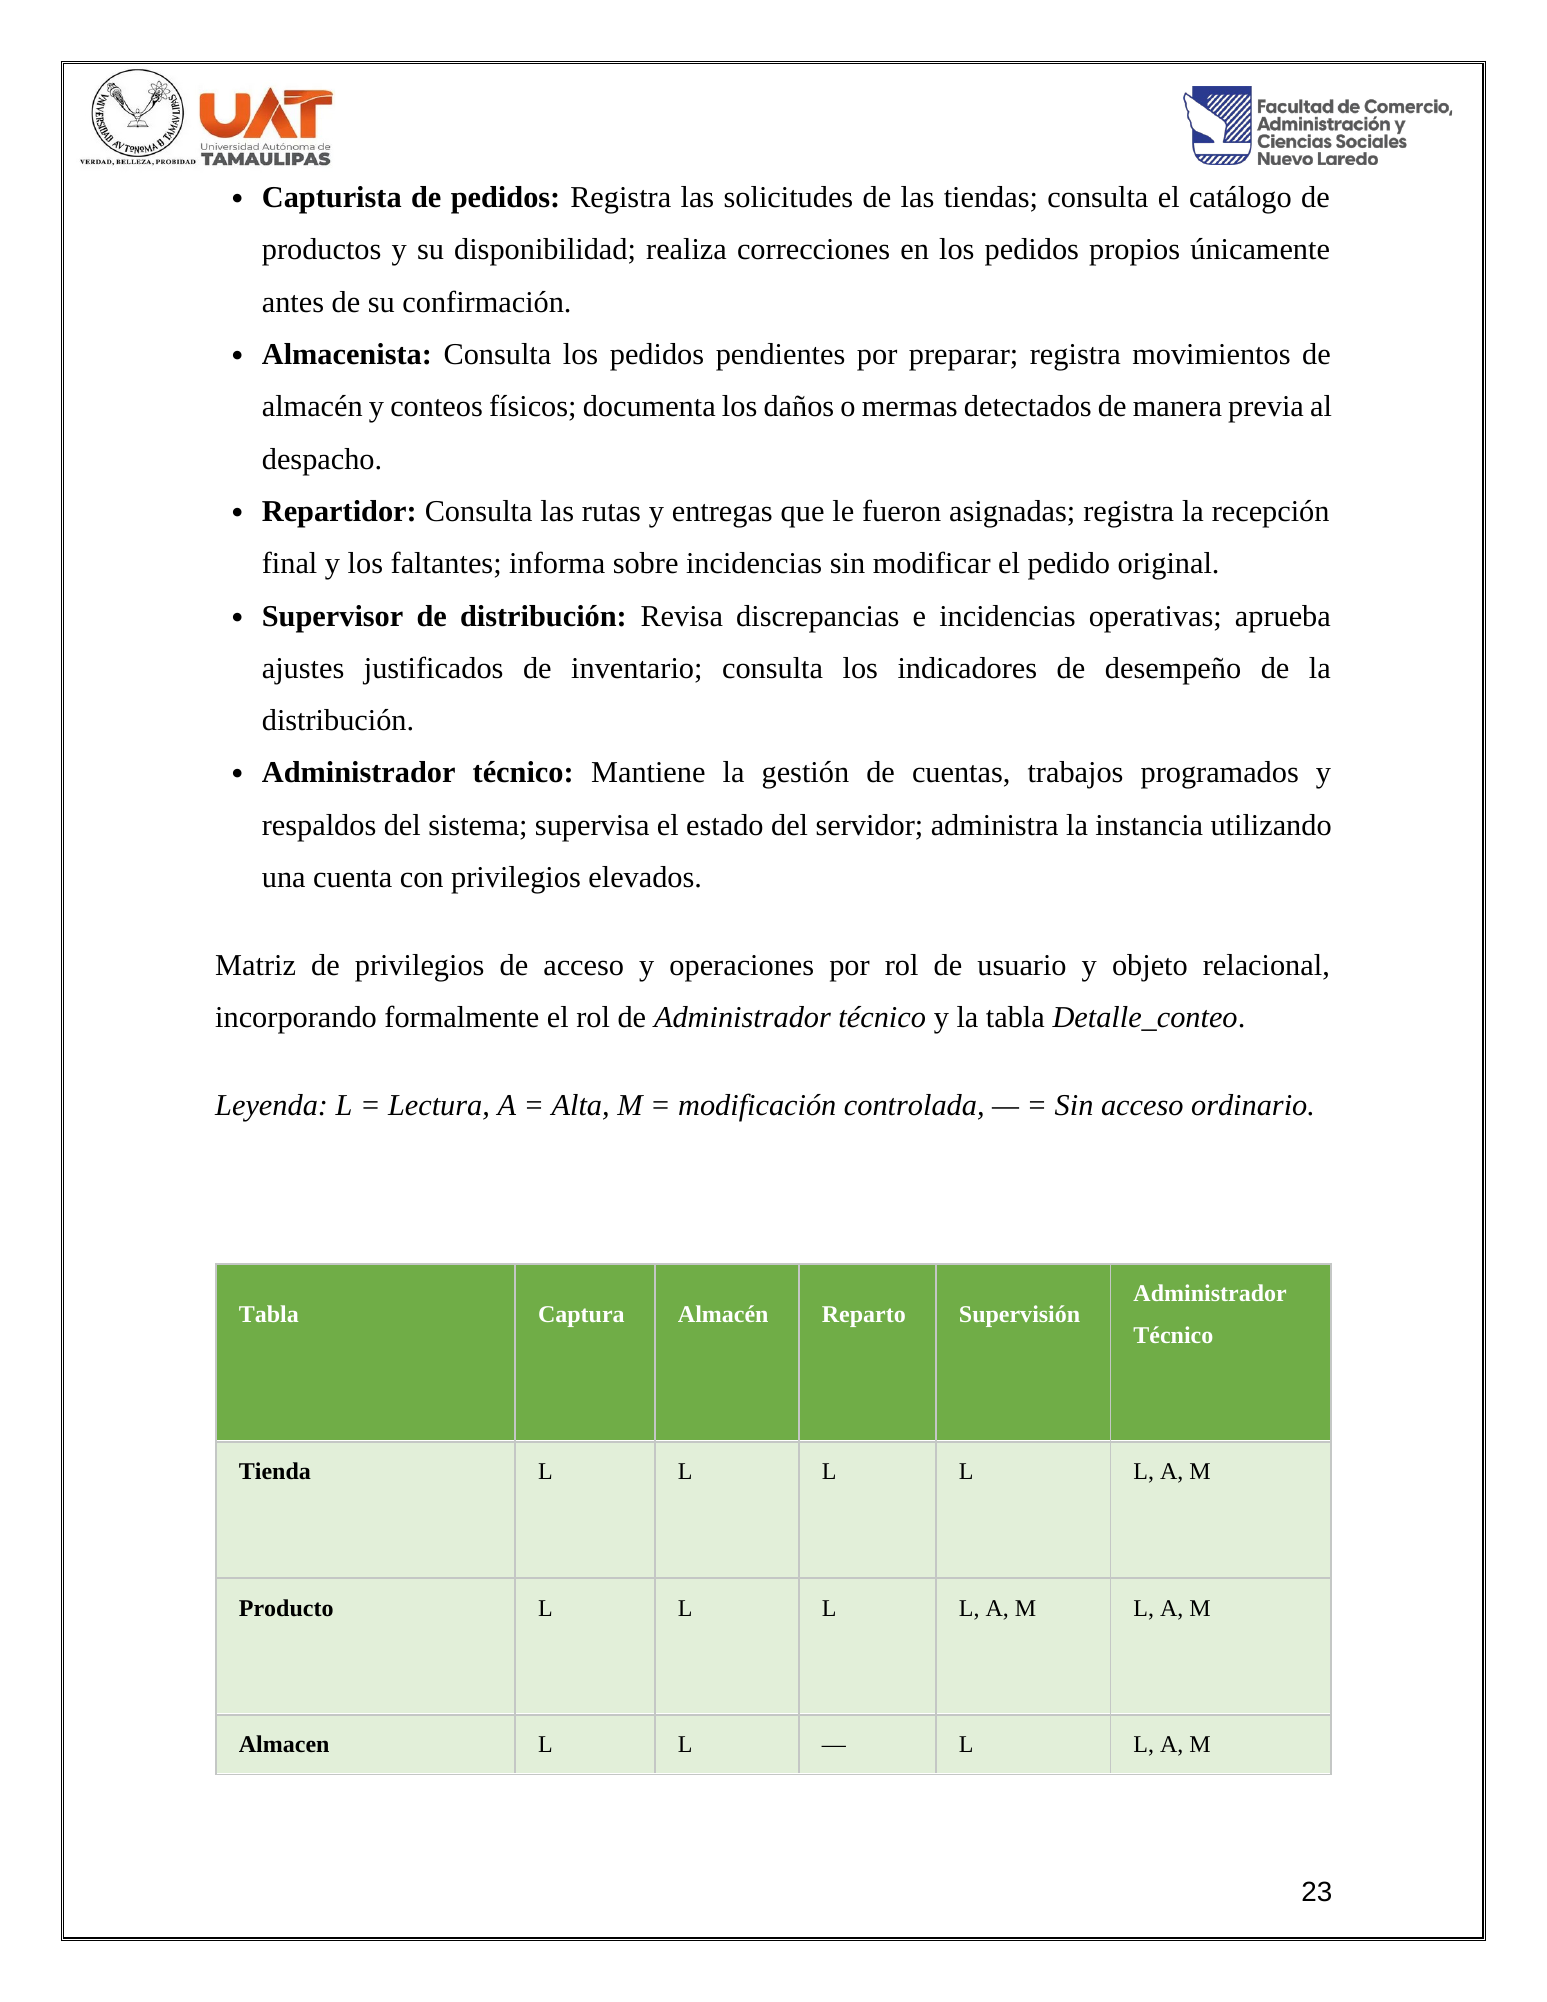 UNIVERSIDAD AUTONOMA DE TAMAULIPAS
VERDAD, BELLEZA, PROBIDAD
UAT
Universidad Autónoma de
TAMAULIPAS
Facultad de Comercio,
Administración y
Ciencias Sociales
Nuevo Laredo
• Capturista de pedidos: Registra las solicitudes de las tiendas; consulta el catálogo de
productos y su disponibilidad; realiza correcciones en los pedidos propios únicamente
antes de su confirmación.
• Almacenista: Consulta los pedidos pendientes por preparar; registra movimientos de
almacén y conteos físicos; documenta los daños o mermas detectados de manera previa al
despacho.
• Repartidor: Consulta las rutas y entregas que le fueron asignadas; registra la recepción
final y los faltantes; informa sobre incidencias sin modificar el pedido original.
• Supervisor de distribución: Revisa discrepancias e incidencias operativas; aprueba
ajustes justificados de inventario; consulta los indicadores de desempeño de la
distribución.
• Administrador técnico: Mantiene la gestión de cuentas, trabajos programados y
respaldos del sistema; supervisa el estado del servidor; administra la instancia utilizando
una cuenta con privilegios elevados.
Matriz de privilegios de acceso y operaciones por rol de usuario y objeto relacional,
incorporando formalmente el rol de Administrador técnico y la tabla Detalle_conteo.
Leyenda: L = Lectura, A = Alta, M = modificación controlada, — = Sin acceso ordinario.
Tabla Captura Almacén Reparto Supervisión Administrador
Técnico
Tienda L L L L L, A, M
Producto L L L L, A, M L, A, M
Almacen L L — L L, A, M
23